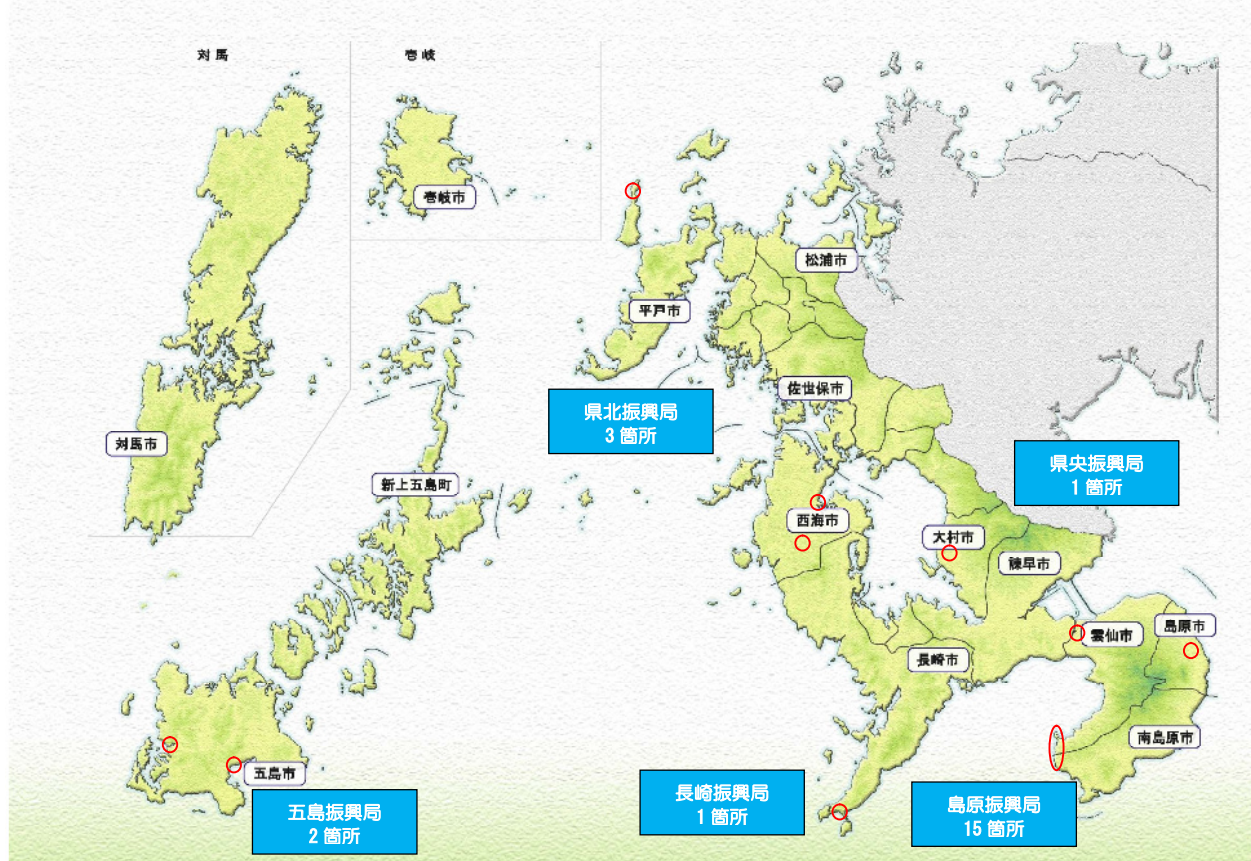 対馬
壱岐
壱岐市
松浦市
平戸市
佐世保市
県北振興局
3 箇所
対馬市
県央振興局
1 箇所
新上五島町
西海市
大村市
諫早市
島原市
雲仙市
長崎市
南島原市
五島市
長崎振興局
1 箇所
島原振興局
15 箇所
五島振興局
2 箇所